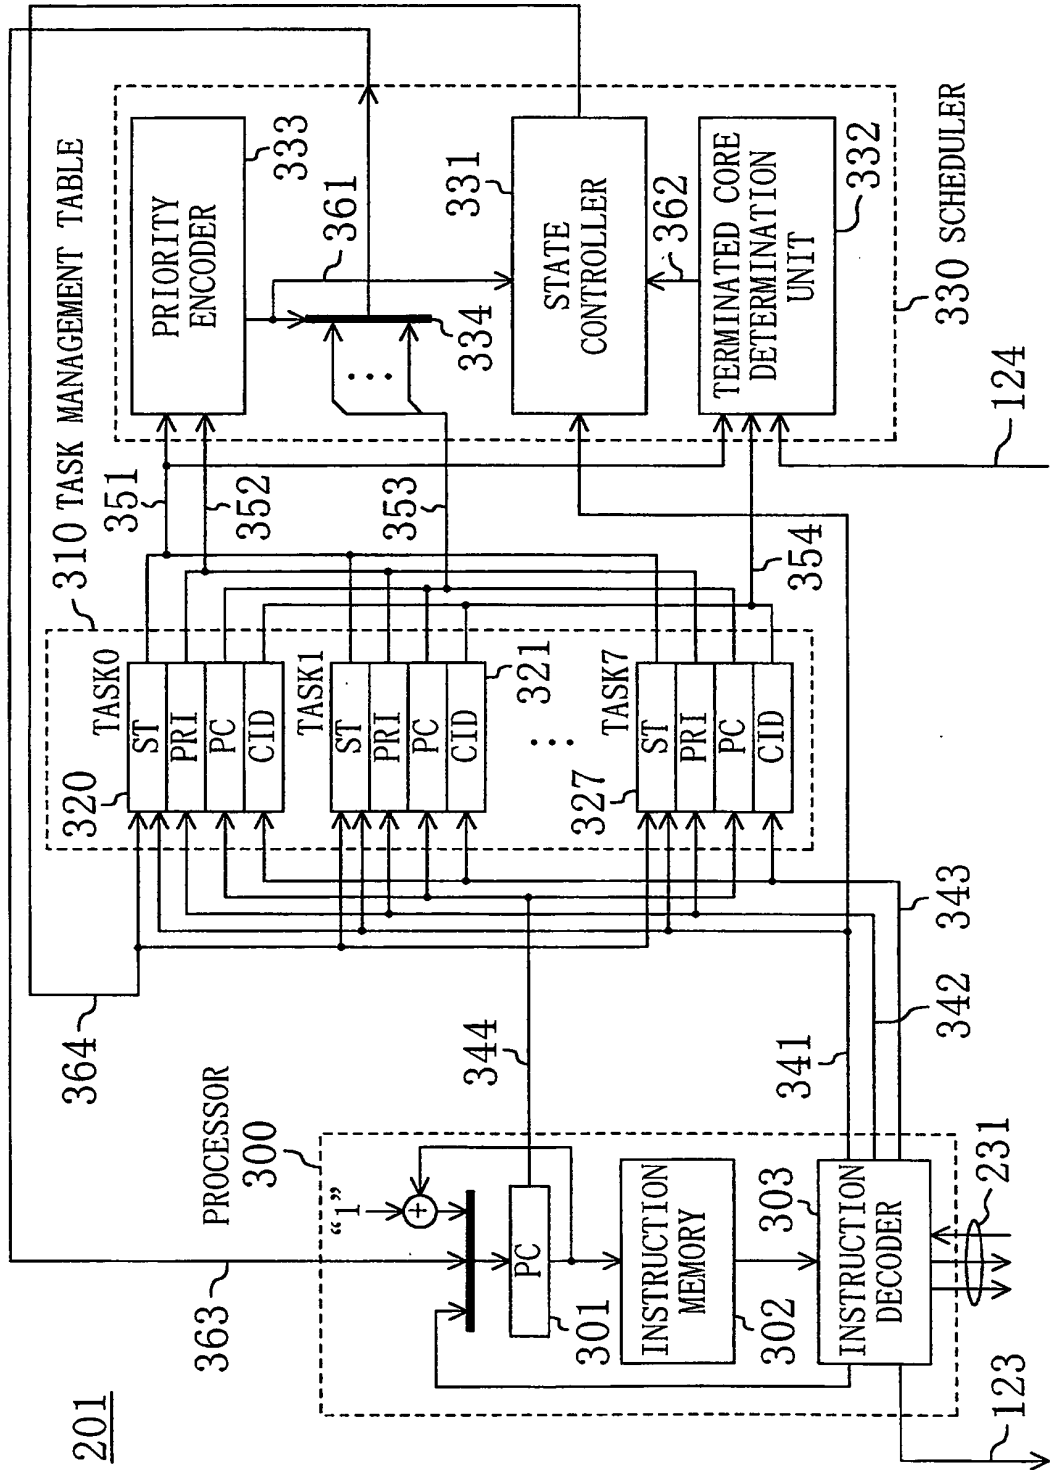 201
363
PROCESSOR
300
364
310 TASK MANAGEMENT TABLE
320
TASK0
ST
PRI
PC
CID
TASK1
ST
PRI
PC
CID
321
...
327
TASK7
ST
PRI
PC
CID
351
352
353
354
PRIORITY
ENCODER
333
361
334
...
STATE
CONTROLLER
331
362
TERMINATED CORE
DETERMINATION
UNIT
332
330 SCHEDULER
124
"1"
+
PC
301
344
INSTRUCTION
MEMORY
302
INSTRUCTION
DECODER
303
341
342
343
231
123